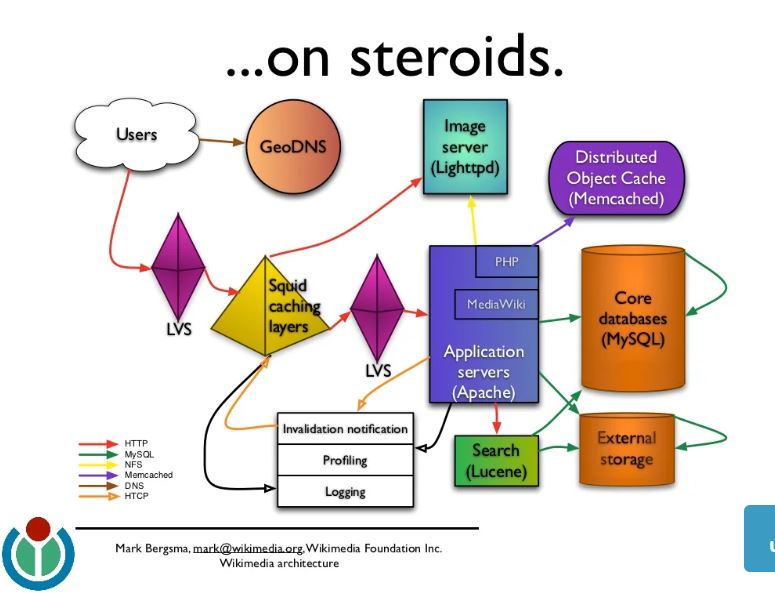 ...on steroids.
Users
GeoDNS
Image
server
(Lighttpd)
Distributed
Object Cache
(Memcached)
LVS
Squid
caching
layers
LVS
PHP
MediaWiki
Application
servers
(Apache)
Core
databases
(MySQL)
Invalidation notification
Profiling
Logging
Search
(Lucene)
External
storage
HTTP
MySQL
NFS
Memcached
DNS
HTCP
Mark Bergsma, mark@wikimedia.org, Wikimedia Foundation Inc.
Wikimedia architecture